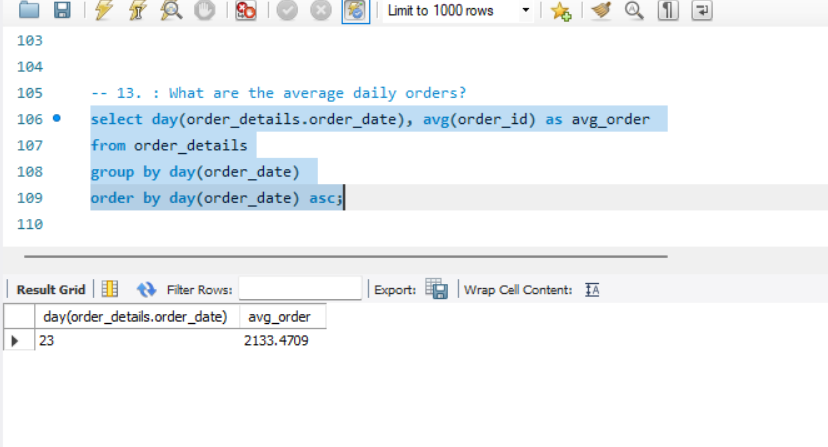 Limit to 1000 rows
103
104
105 -- 13. : What are the average daily orders?
106 select day(order_details.order_date), avg(order_id) as avg_order
107 from order_details
108 group by day(order_date)
109 order by day(order_date) asc;
110
Result Grid Filter Rows: Export: Wrap Cell Content:
day(order_details.order_date) avg_order
23 2133.4709